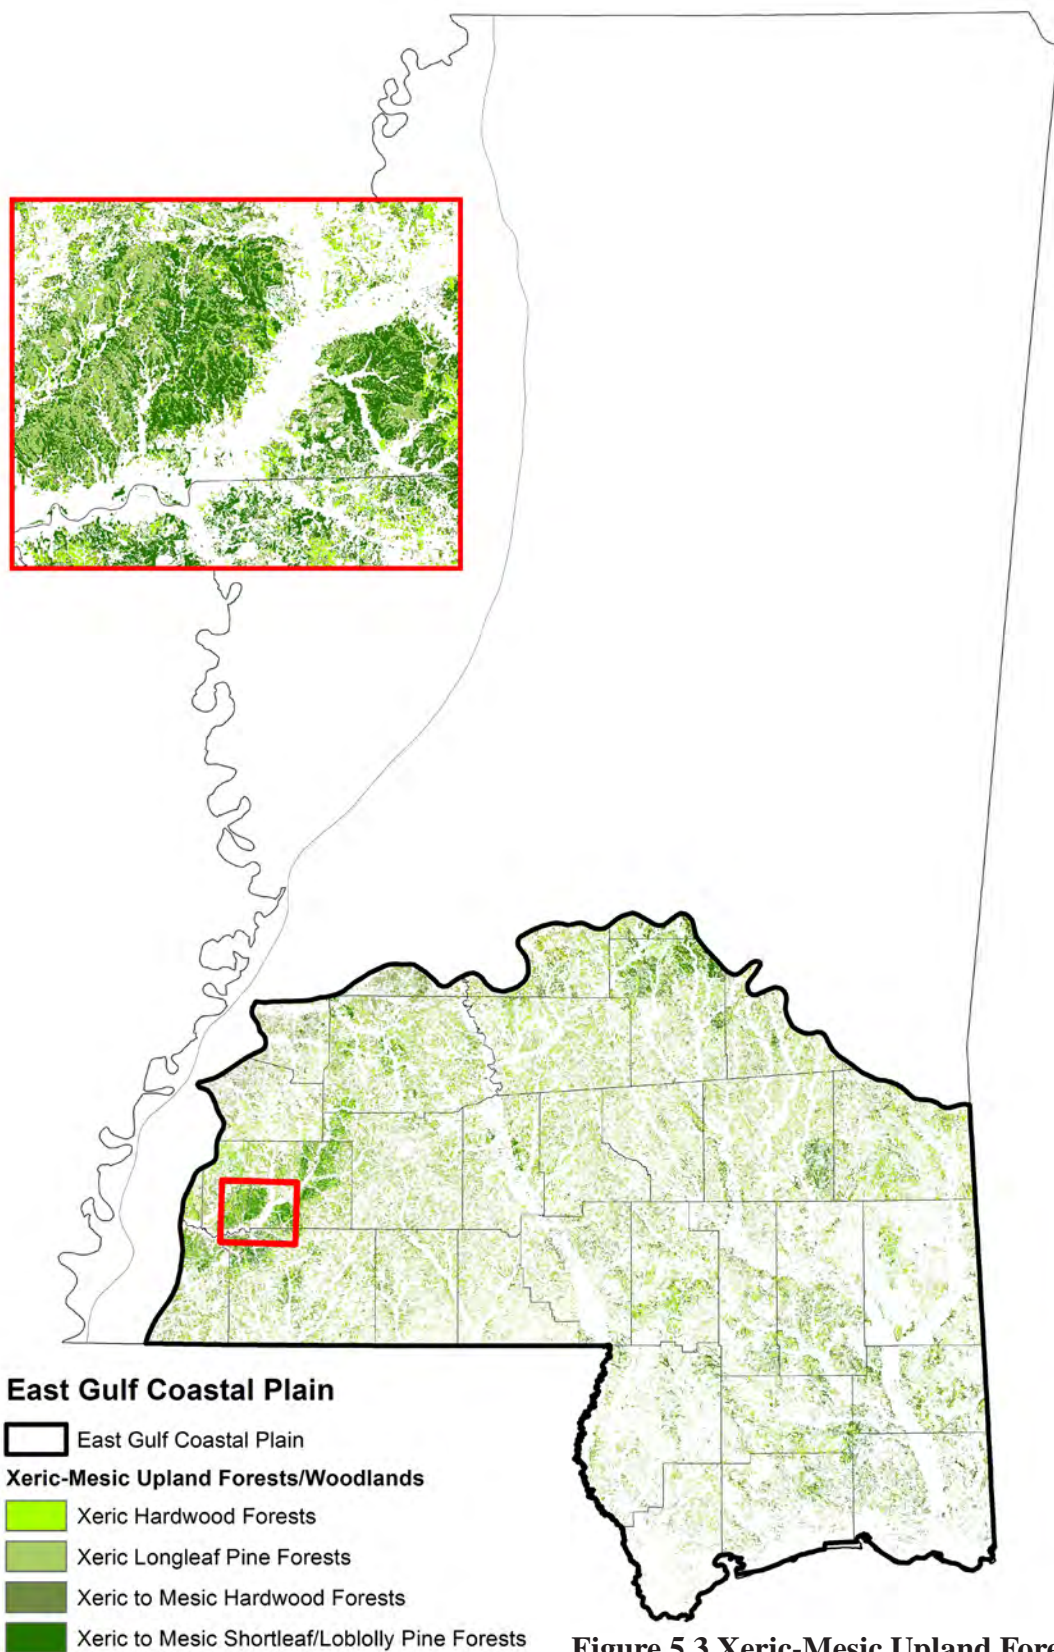 East Gulf Coastal Plain
East Gulf Coastal Plain
Xeric-Mesic Upland Forests/Woodlands
Xeric Hardwood Forests
Xeric Longleaf Pine Forests
Xeric to Mesic Hardwood Forests
Xeric to Mesic Shortleaf/Loblolly Pine Forests
Figure 5.3 Xeric-Mesic Upland